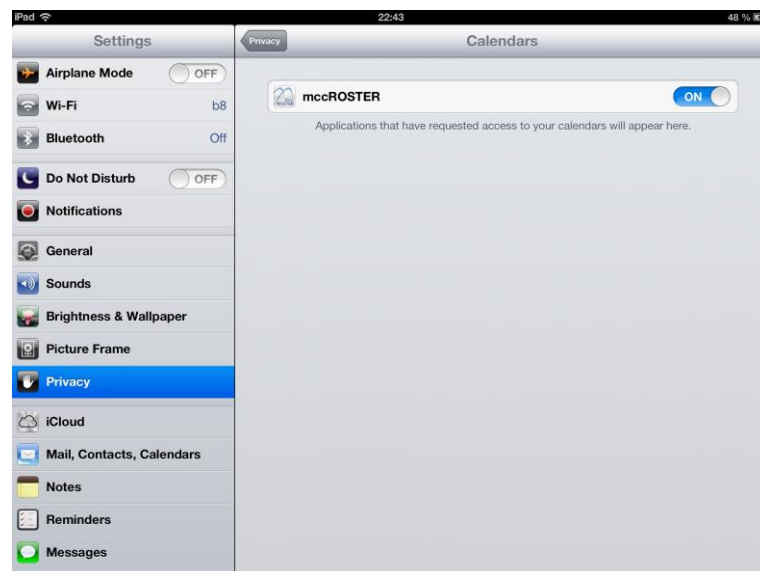 iPad 22:43 48 %
Settings
Privacy Calendars
Airplane Mode OFF
Wi-Fi b8
Bluetooth Off
Do Not Disturb OFF
Notifications
General
Sounds
Brightness & Wallpaper
Picture Frame
Privacy
iCloud
Mail, Contacts, Calendars
Notes
Reminders
Messages
mccROSTER ON
Applications that have requested access to your calendars will appear here.